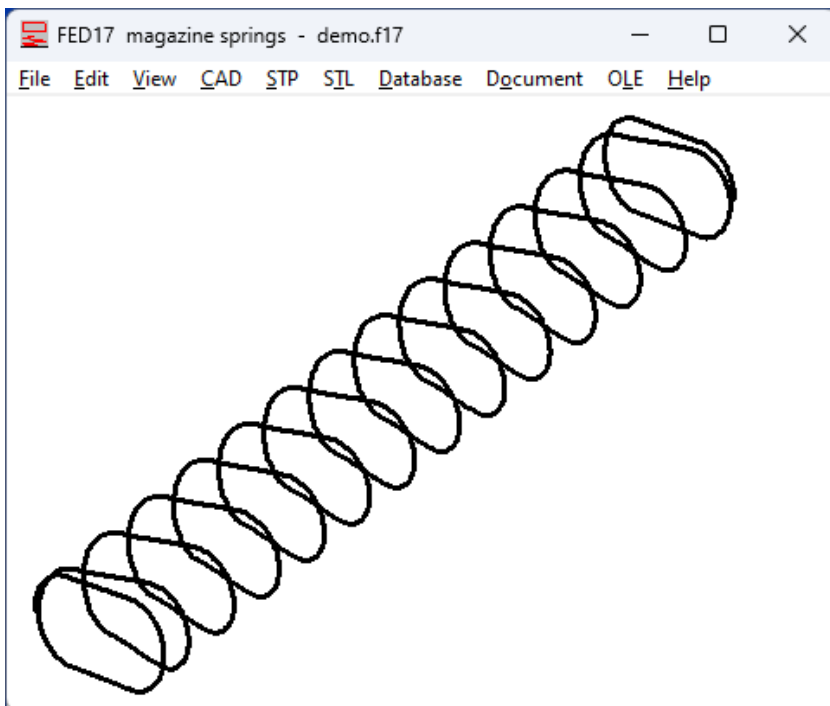 FED17 magazine springs - demo.f17
File Edit View CAD STP STL Database Document OLE Help